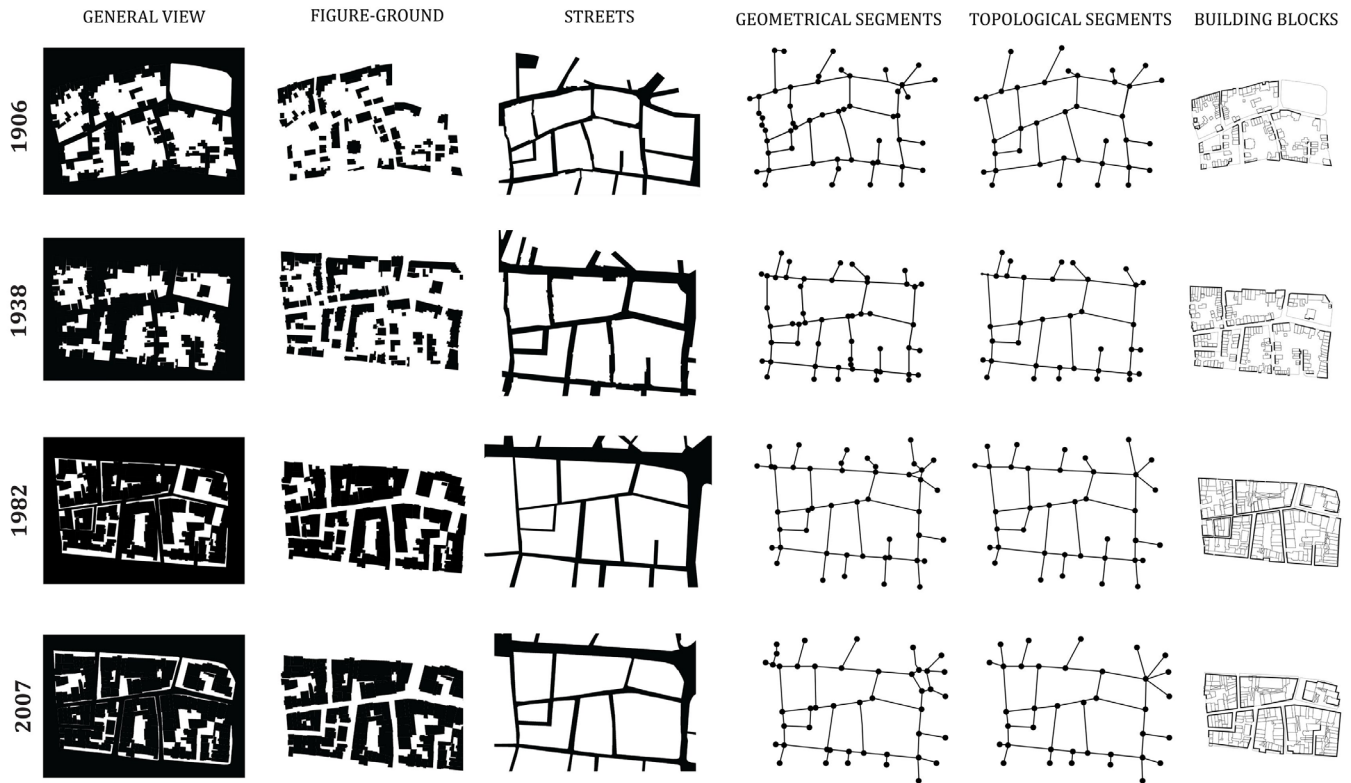 GENERAL VIEW
FIGURE-GROUND
STREETS
GEOMETRICAL SEGMENTS
TOPOLOGICAL SEGMENTS
BUILDING BLOCKS
1906
1938
1982
2007